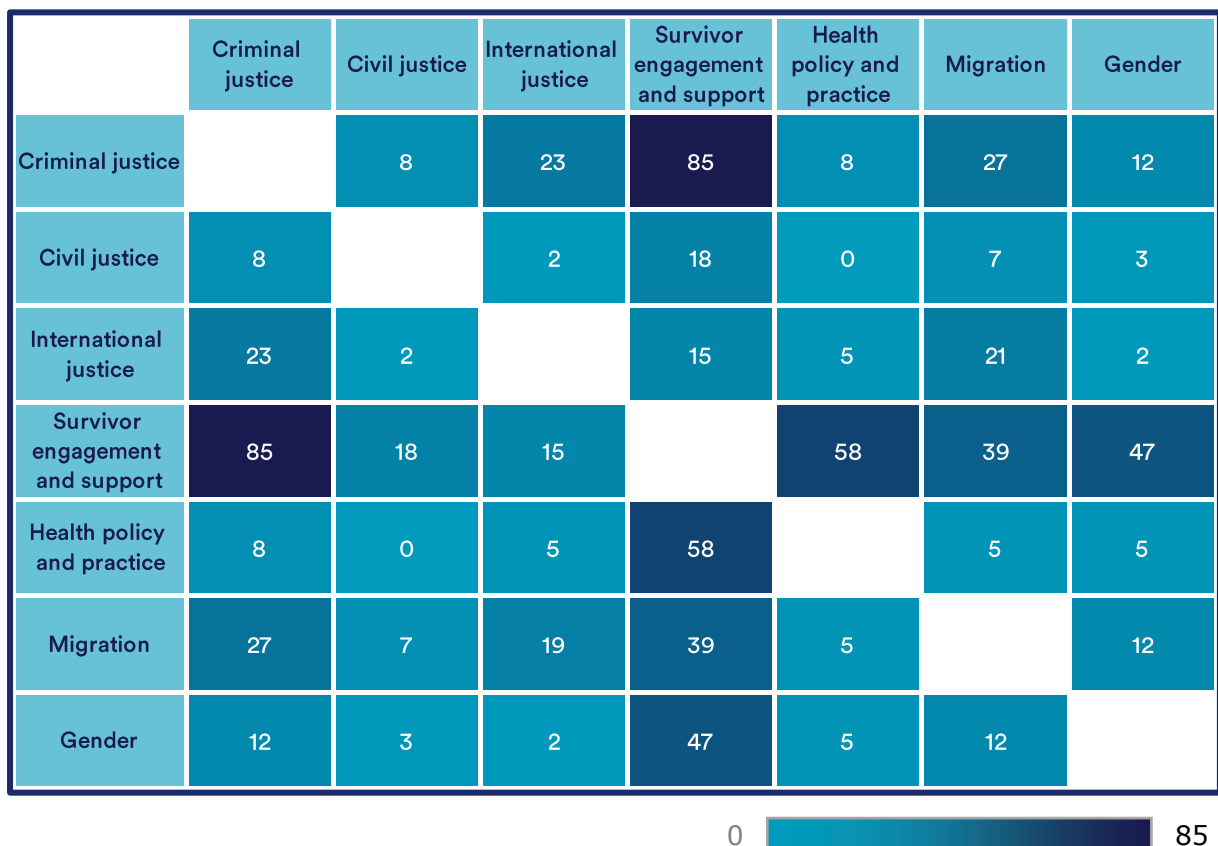 Criminal
justice
Civil justice
International
justice
Survivor
engagement
and support
Health
policy and
practice
Migration
Gender
Criminal justice
8
23
85
8
27
12
Civil justice
8
2
18
0
7
3
International
justice
23
2
15
5
21
2
Survivor
engagement
and support
85
18
15
58
39
47
Health policy
and practice
8
0
5
58
5
5
Migration
27
7
19
39
5
12
Gender
12
3
2
47
5
12
0
85